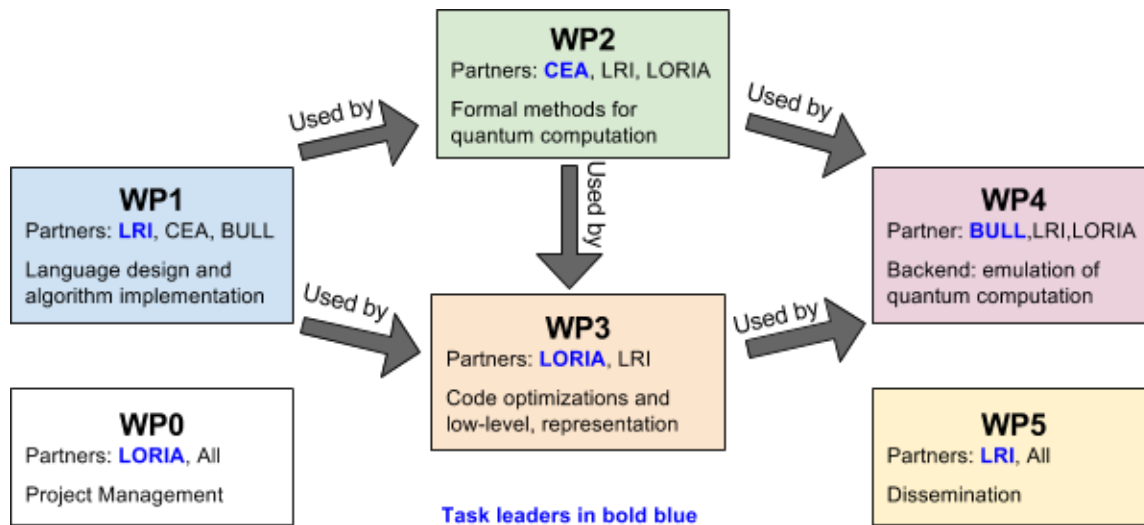 WP2
Partners: CEA, LRI, LORIA
Formal methods for
quantum computation
Used by
Used by
Used by
WP1
Partners: LRI, CEA, BULL
Language design and
algorithm implementation
WP4
Partner: BULL,LRI,LORIA
Backend: emulation of
quantum computation
Used by
Used by
WP3
Partners: LORIA, LRI
Code optimizations and
low-level, representation
WP0
Partners: LORIA, All
Project Management
WP5
Partners: LRI, All
Dissemination
Task leaders in bold blue